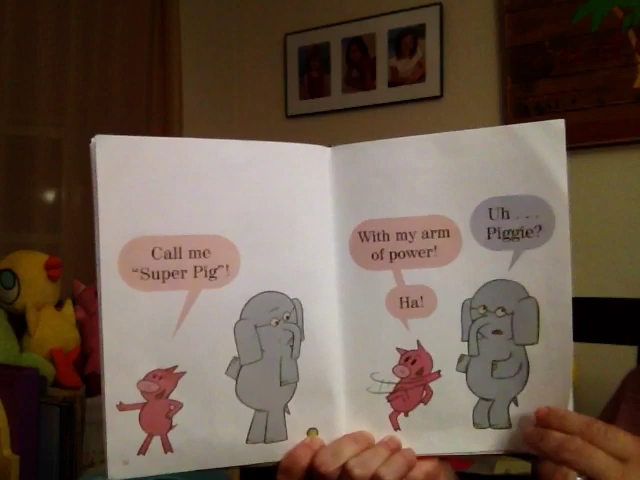 Call me
"Super Pig"!
With my arm
of power!
Ha!
Uh . . .
Piggie?